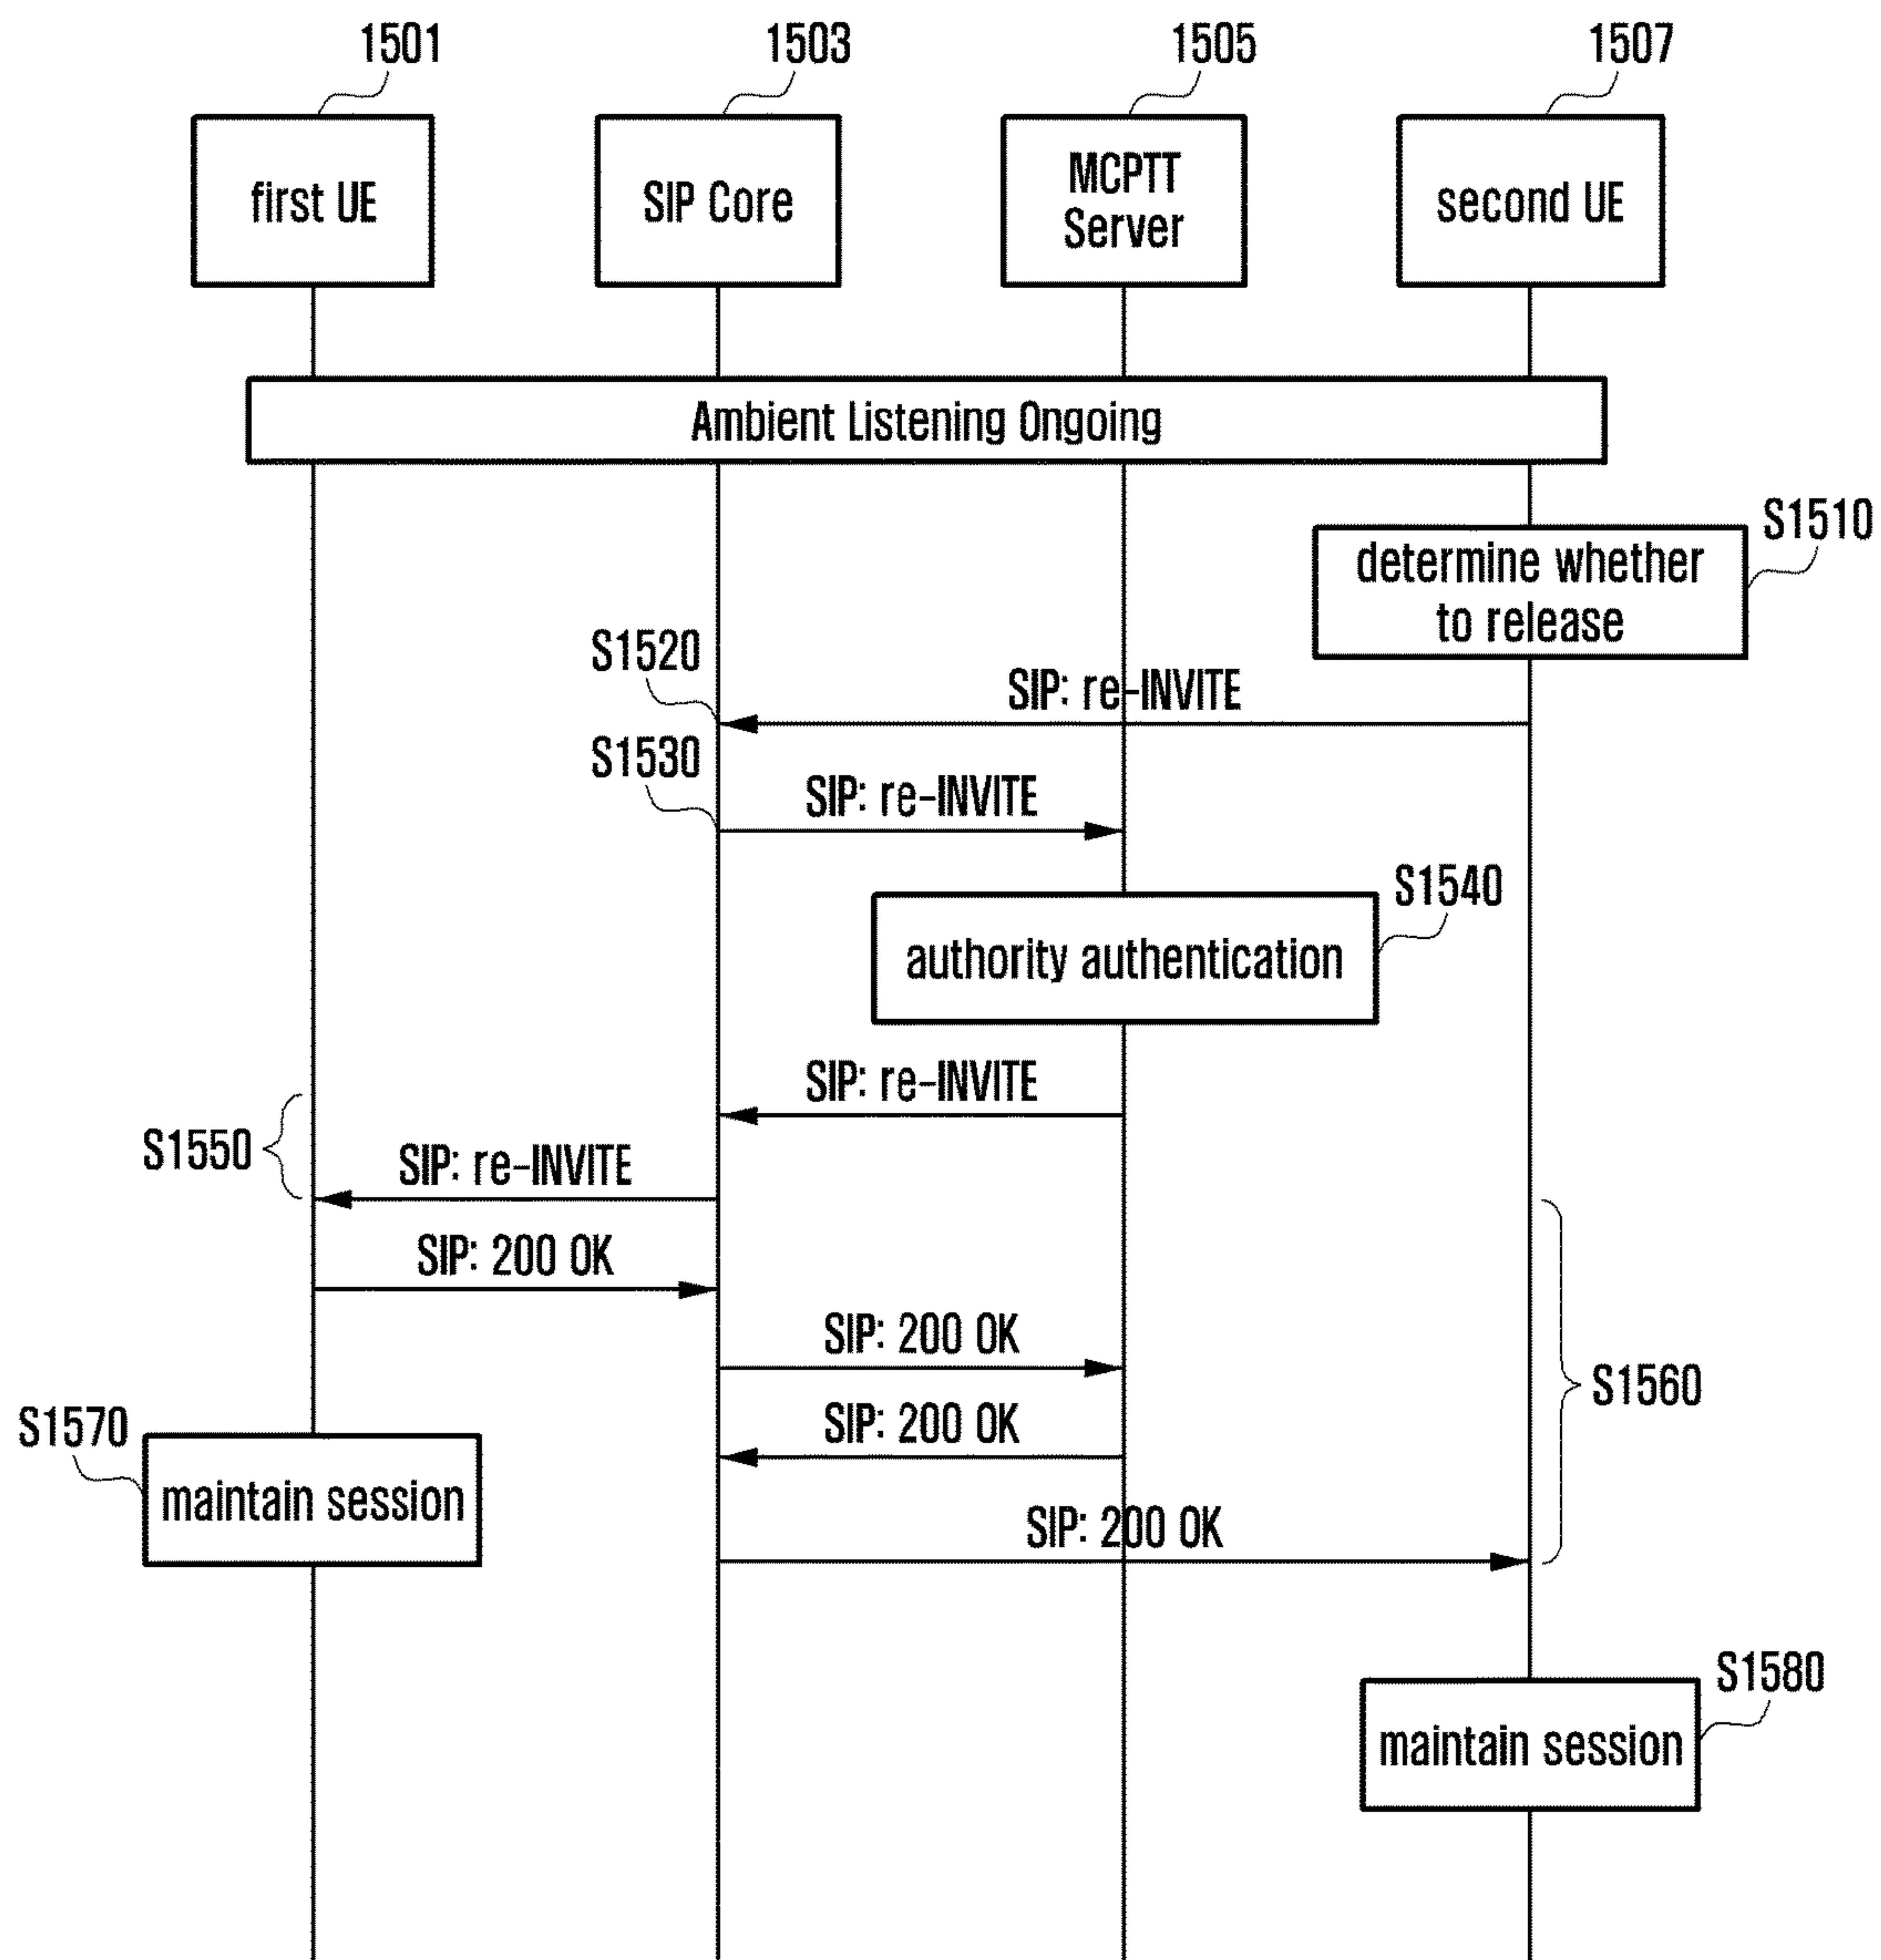 1501
1503
1505
1507
first UE
SIP Core
MCPTT
Server
second UE
Ambient Listening Ongoing
S1510
determine whether
to release
S1520
SIP: re-INVITE
S1530
SIP: re-INVITE
S1540
authority authentication
SIP: re-INVITE
S1550
SIP: re-INVITE
SIP: 200 OK
SIP: 200 OK
S1560
SIP: 200 OK
S1570
maintain session
SIP: 200 OK
S1580
maintain session